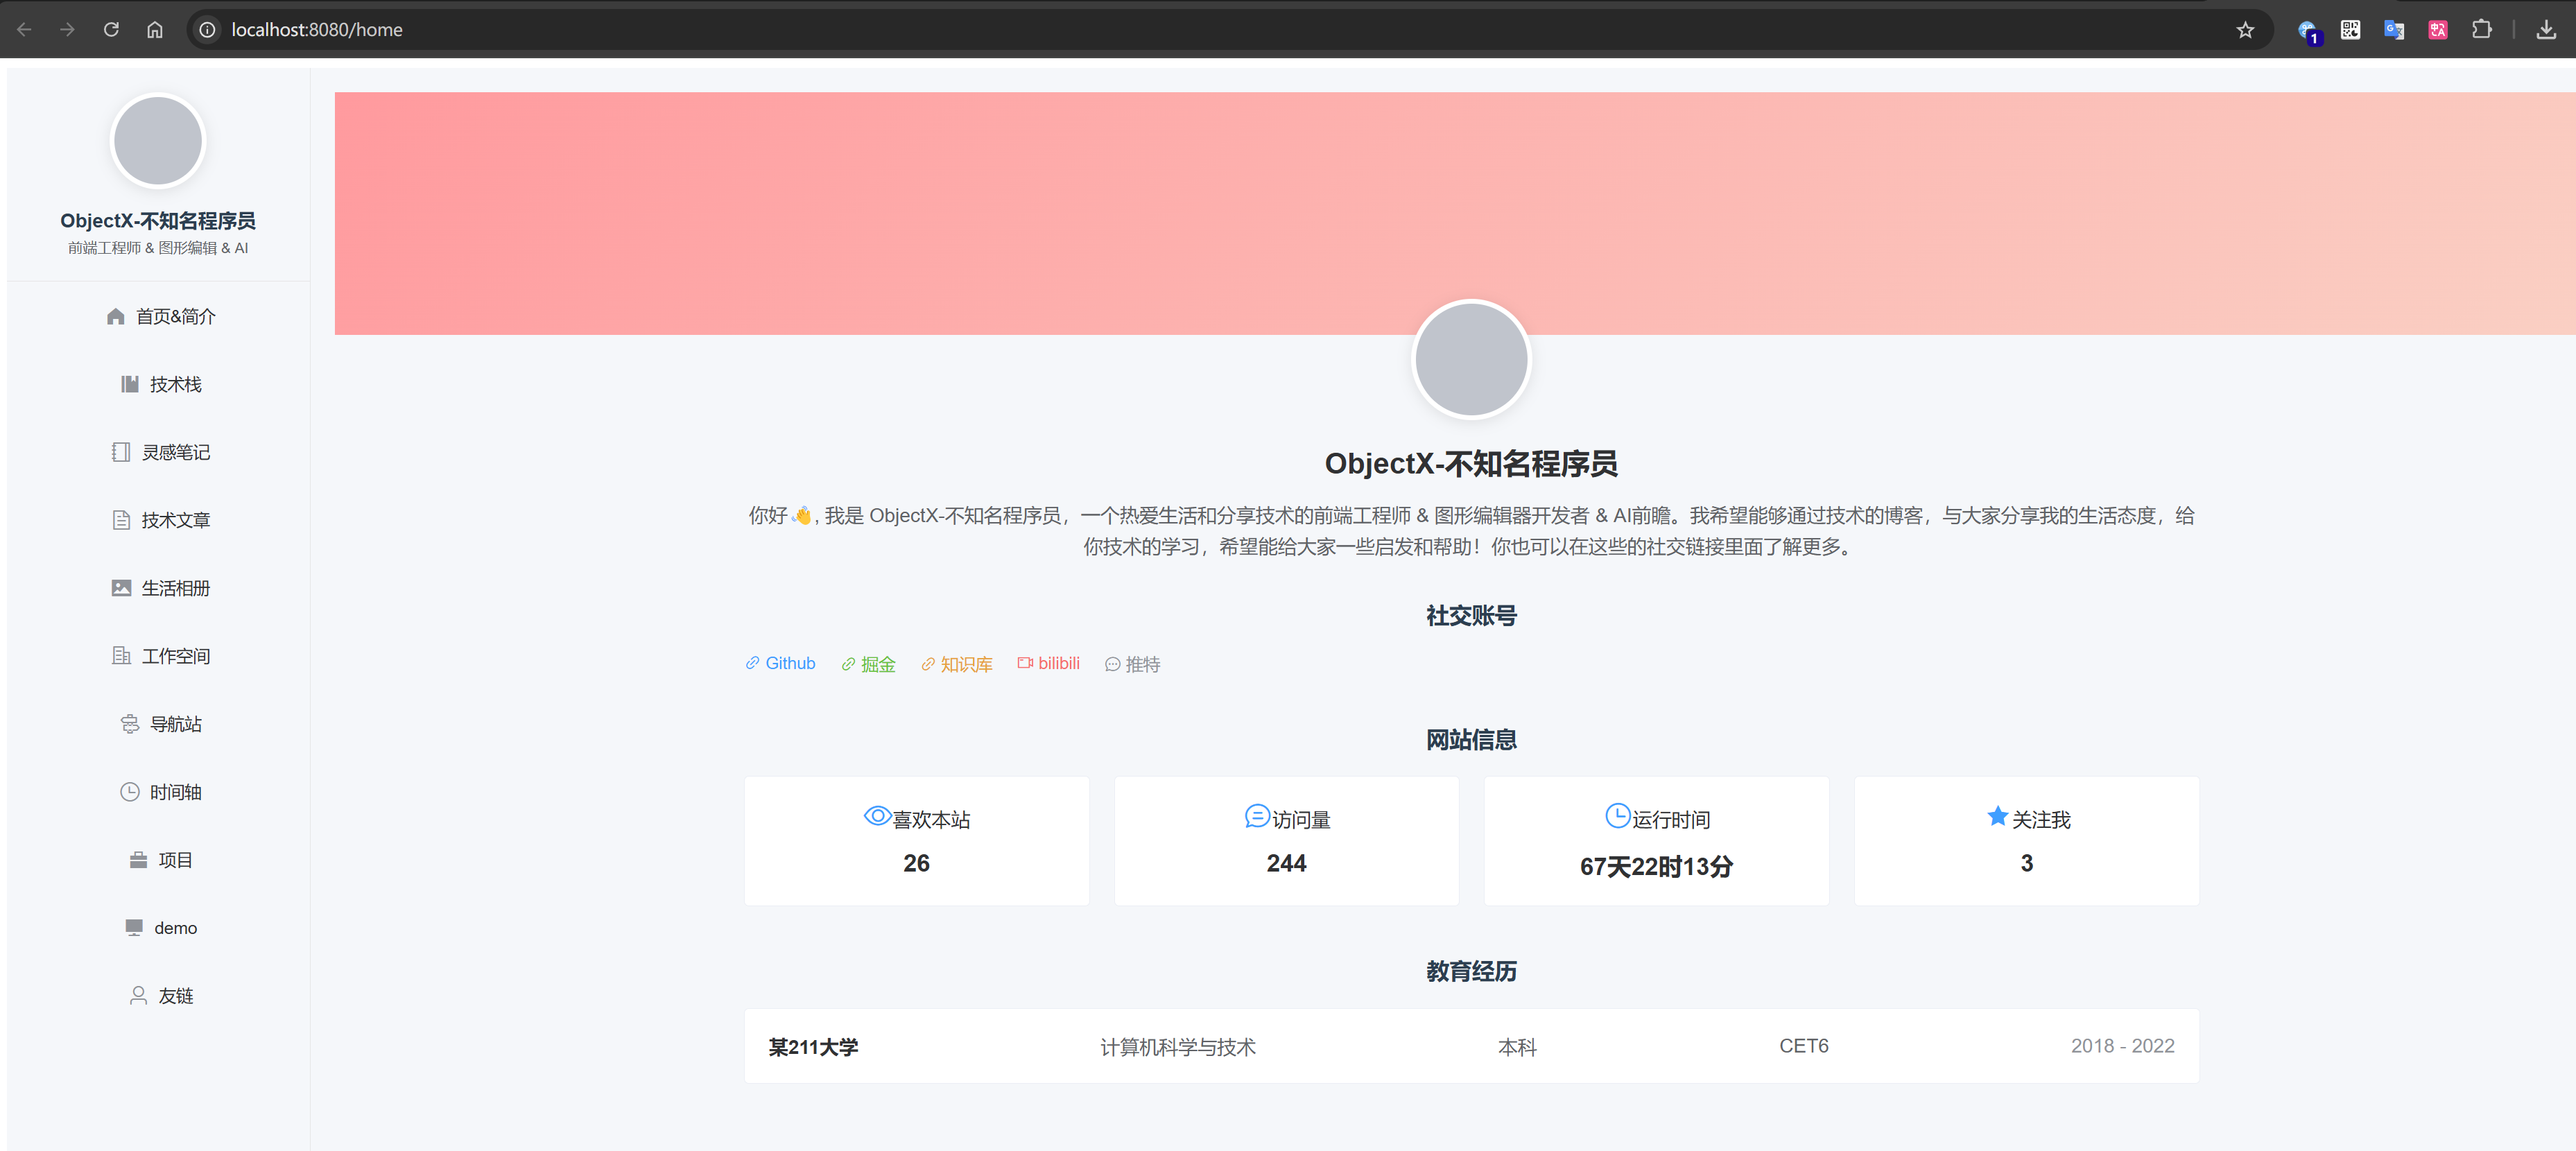 localhost:8080/home
1
ObjectX-不知名程序员
前端工程师 & 图形编辑 & AI
首页&简介
技术栈
灵感笔记
技术文章
生活相册
工作空间
导航站
时间轴
项目
demo
友链
ObjectX-不知名程序员
你好👋, 我是 ObjectX-不知名程序员，一个热爱生活和分享技术的前端工程师 & 图形编辑器开发者 & AI前瞻。我希望能够通过技术的博客，与大家分享我的生活态度，给
你技术的学习，希望能给大家一些启发和帮助！你也可以在这些的社交链接里面了解更多。
社交账号
Github 掘金 知识库 bilibili 推特
网站信息
喜欢本站 访问量 运行时间 关注我
26 244 67天22时13分 3
教育经历
某211大学 计算机科学与技术 本科 CET6 2018 - 2022